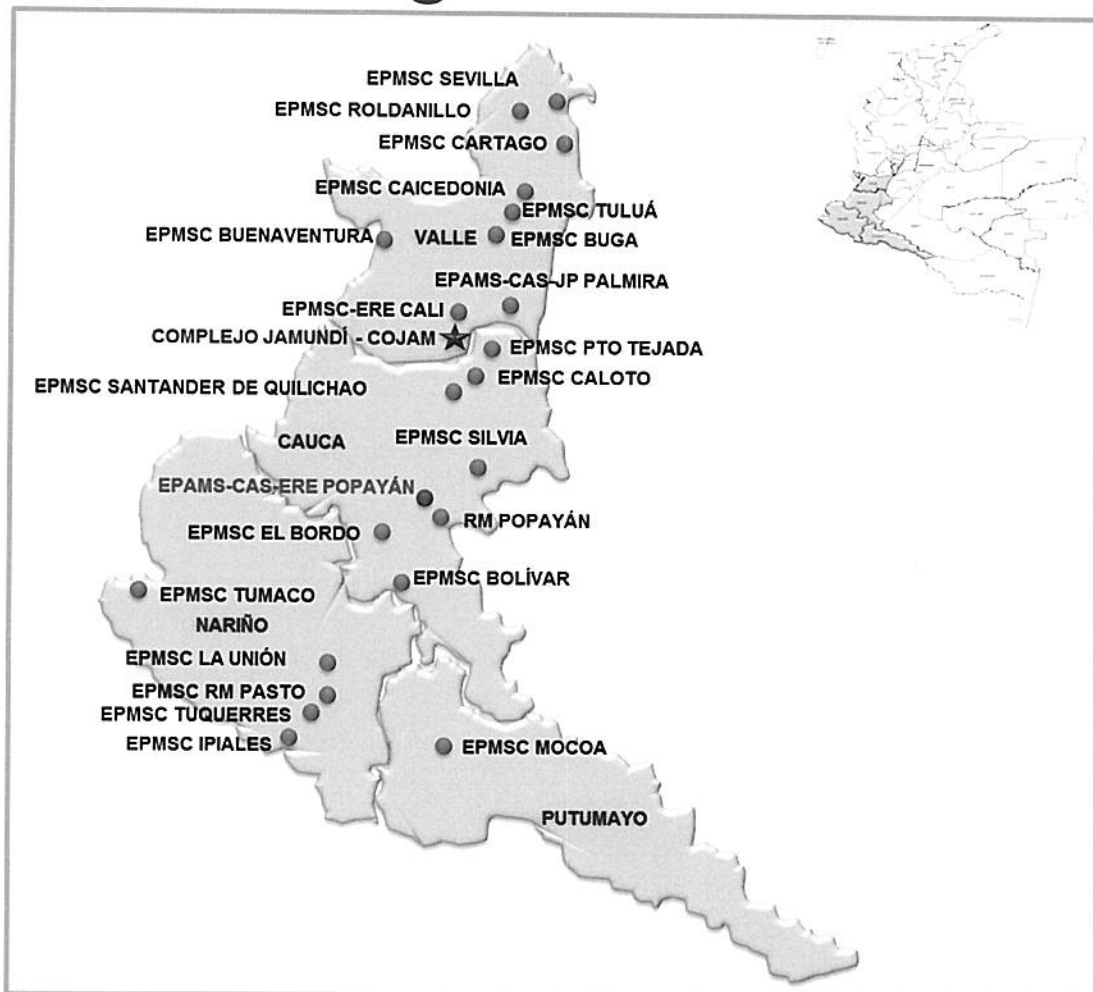 EPMSC SEVILLA
EPMSC ROLDANILLO
EPMSC CARTAGO
EPMSC CAICEDONIA
EPMSC TULUÁ
EPMSC BUENAVENTURA
VALLE
EPMSC BUGA
EPAMS-CAS-JP PALMIRA
EPMSC-ERE CALI
COMPLEJO JAMUNDÍ - COJAM
EPMSC PTO TEJADA
EPMSC CALOTO
EPMSC SANTANDER DE QUILICHAO
CAUCA
EPMSC SILVIA
EPAMS-CAS-ERE POPAYÁN
RM POPAYÁN
EPMSC EL BORDO
EPMSC BOLÍVAR
EPMSC TUMACO
NARIÑO
EPMSC LA UNIÓN
EPMSC RM PASTO
EPMSC TUQUERRES
EPMSC IPIALES
EPMSC MOCOA
PUTUMAYO